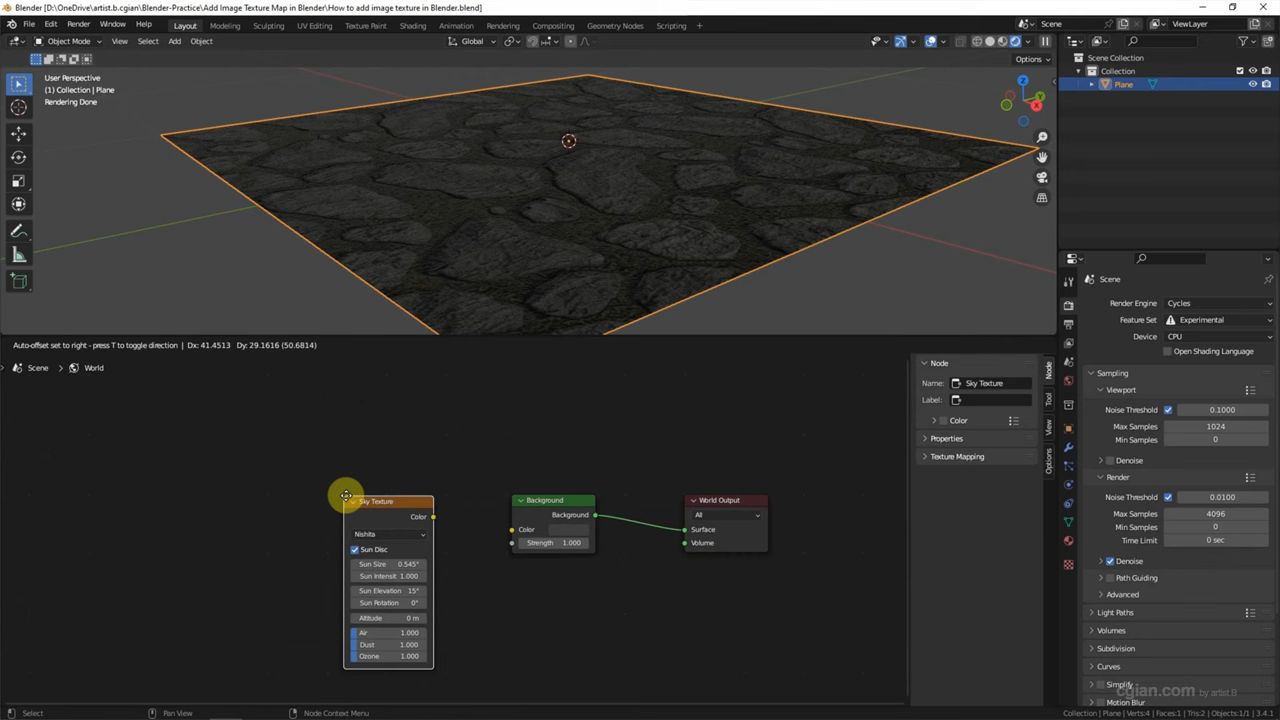 Blender [D:\OneDrive\artist.b.cgian\Blender-Practice\Add Image Texture Map in Blender\How to add image texture in Blender.blend]
File Edit Render Window Help Layout Modeling Sculpting UV Editing Texture Paint Shading Animation Rendering Compositing Geometry Nodes Scripting Scene ViewLayer
Object Mode View Select Add Object Global
Options
Scene Collection
Collection
Plane
User Perspective
(1) Collection | Plane
Rendering Done
Z
Y
X
Auto-offset set to right - press T to toggle direction | Dx: 41.4513 Dy: 29.1616 (50.6814)
Scene > World
Sky Texture
Color
Nishita
Sun Disc
Sun Size 0.545°
Sun Intensit 1.000
Sun Elevation 15°
Sun Rotation 0°
Altitude 0 m
Air 1.000
Dust 1.000
Ozone 1.000
Background
Background
Color
Strength 1.000
World Output
All
Surface
Volume
Node
Name: Sky Texture
Label:
Color
Properties
Texture Mapping
Node
Tool
View
Options
Scene
Render Engine Cycles
Feature Set Experimental
Device CPU
Open Shading Language
Sampling
Viewport
Noise Threshold 0.1000
Max Samples 1024
Min Samples 0
Denoise
Render
Noise Threshold 0.0100
Max Samples 4096
Min Samples 0
Time Limit 0 sec
Denoise
Path Guiding
Advanced
Light Paths
Volumes
Subdivision
Curves
Simplify
Motion Blur
cgian.com by artist.B
Select Pan View Node Context Menu Collection | Plane | Verts:4 | Faces:1 | Tris:2 | Objects:1/1 | 3.4.1